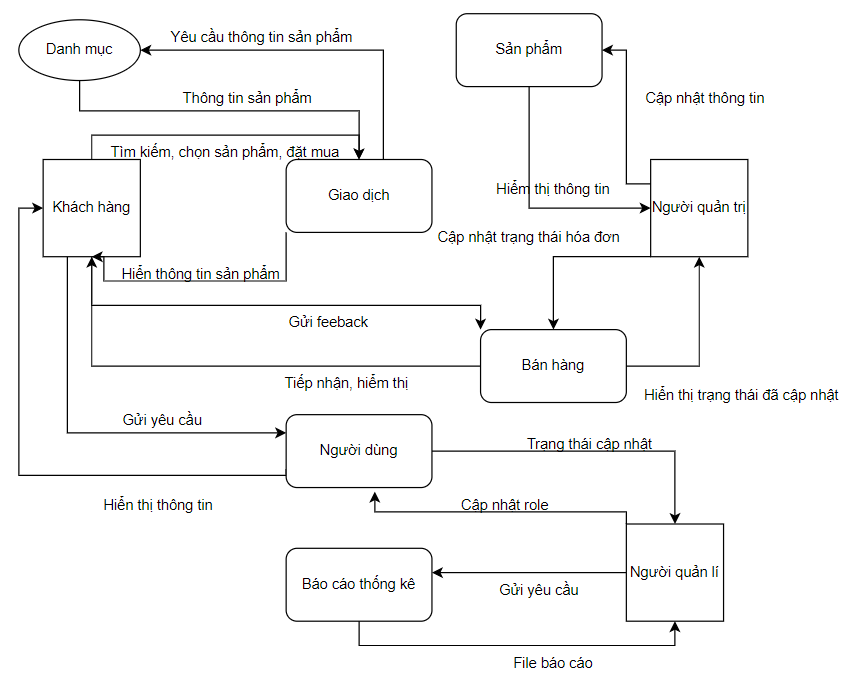 Yêu cầu thông tin sản phẩm
Danh mục
Sản phẩm
Thông tin sản phẩm
Cập nhật thông tin
Tìm kiếm, chọn sản phẩm, đặt mua
Hiểm thị thông tin
Giao dịch
Khách hàng
Người quản trị
Cập nhật trạng thái hóa đơn
Hiển thông tin sản phẩm
Gửi feeback
Bán hàng
Tiếp nhận, hiểm thị
Hiển thị trạng thái đã cập nhật
Gửi yêu cầu
Trạng thái cập nhật
Người dùng
Hiển thị thông tin
Cập nhật role
Người quản lí
Báo cáo thống kê
Gửi yêu cầu
File báo cáo